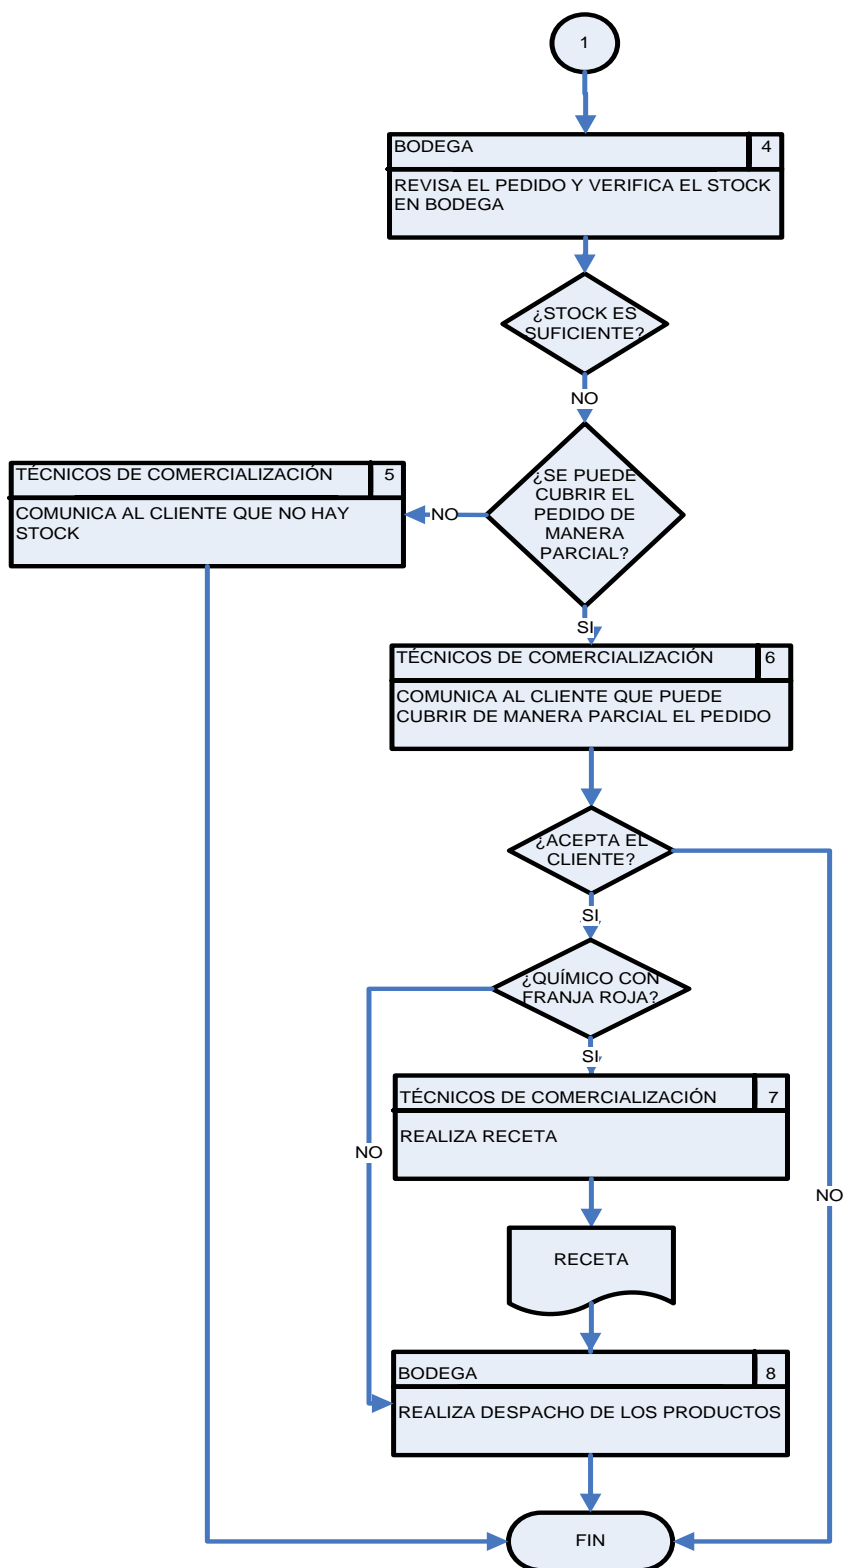 1
BODEGA 4
REVISA EL PEDIDO Y VERIFICA EL STOCK
EN BODEGA
¿STOCK ES
SUFICIENTE?
NO
¿SE PUEDE
CUBRIR EL
PEDIDO DE
MANERA
PARCIAL?
NO
TÉCNICOS DE COMERCIALIZACIÓN 5
COMUNICA AL CLIENTE QUE NO HAY
STOCK
SI
TÉCNICOS DE COMERCIALIZACIÓN 6
COMUNICA AL CLIENTE QUE PUEDE
CUBRIR DE MANERA PARCIAL EL PEDIDO
¿ACEPTA EL
CLIENTE?
SI
¿QUÍMICO CON
FRANJA ROJA?
SI
TÉCNICOS DE COMERCIALIZACIÓN 7
REALIZA RECETA
NO
NO
RECETA
BODEGA 8
REALIZA DESPACHO DE LOS PRODUCTOS
FIN